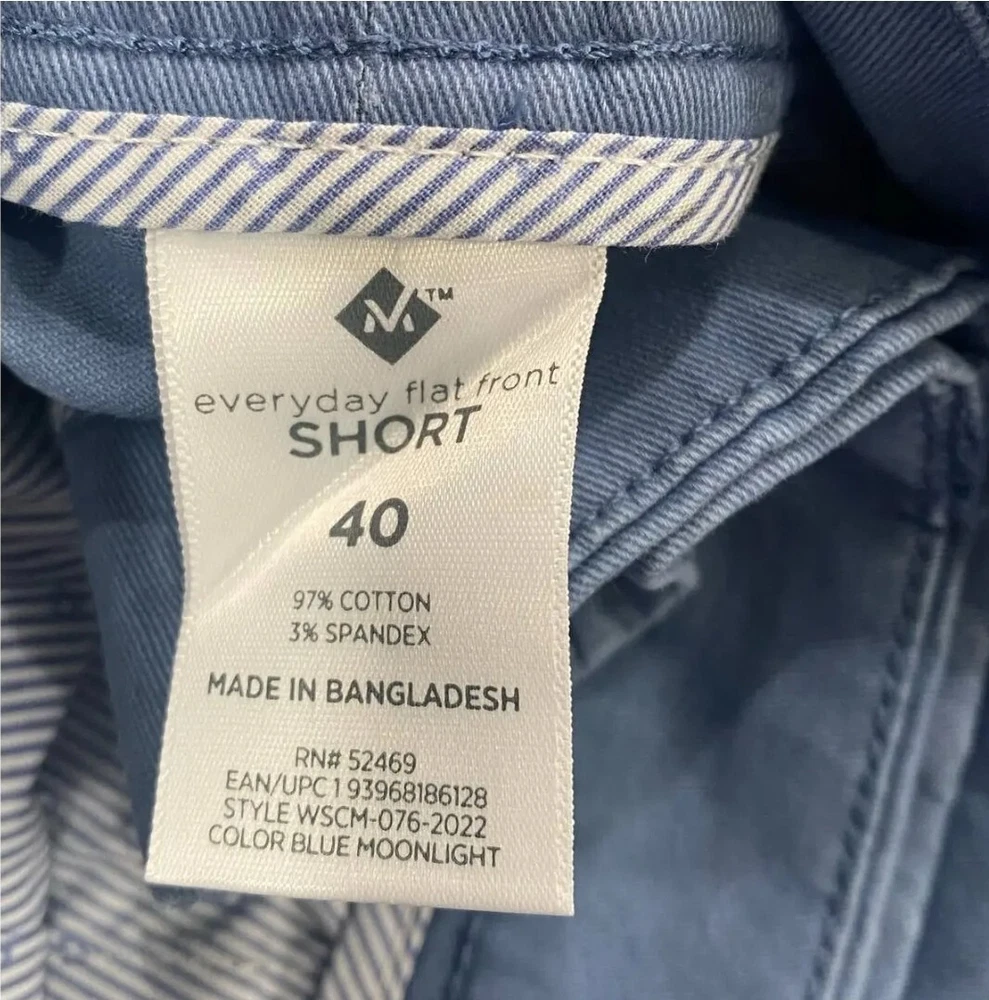 M™
everyday flat front
SHORT
40
97% COTTON
3% SPANDEX
MADE IN BANGLADESH
RN# 52469
EAN/UPC 1 93968186128
STYLE WSCM-076-2022
COLOR BLUE MOONLIGHT